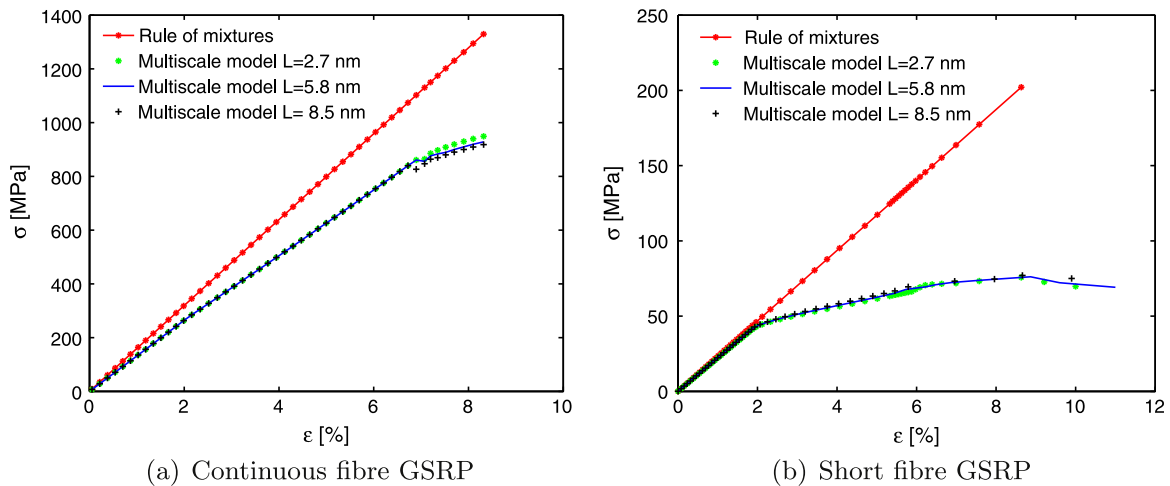 1400
1200
1000
800
600
400
200
0
σ [MPa]
Rule of mixtures
Multiscale model L=2.7 nm
Multiscale model L=5.8 nm
Multiscale model L= 8.5 nm
0 2 4 6 8 10
ε [%]
(a) Continuous fibre GSRP
250
200
150
100
50
0
σ [MPa]
Rule of mixtures
Multiscale model L=2.7 nm
Multiscale model L=5.8 nm
Multiscale model L= 8.5 nm
0 2 4 6 8 10 12
ε [%]
(b) Short fibre GSRP